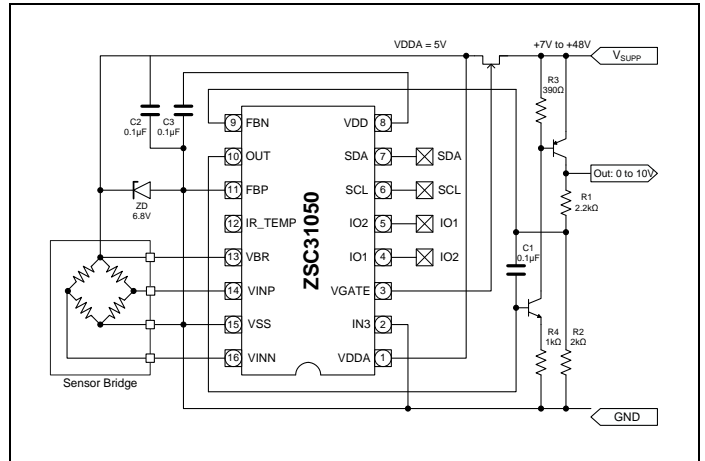 VDDA = 5V
+7V to +48V
VSUPP
R3
390Ω
C2
0.1µF
C3
0.1µF
9 FBN
VDD 8
10 OUT
SDA 7
SDA
11 FBP
SCL 6
SCL
12 IR_TEMP
IO2 5
IO1
13 VBR
IO1 4
IO2
14 VINP
VGATE 3
15 VSS
IN3 2
16 VINN
VDDA 1
ZSC31050
ZD
6.8V
Out: 0 to 10V
R1
2.2kΩ
C1
0.1µF
R4
1kΩ
R2
2kΩ
Sensor Bridge
GND